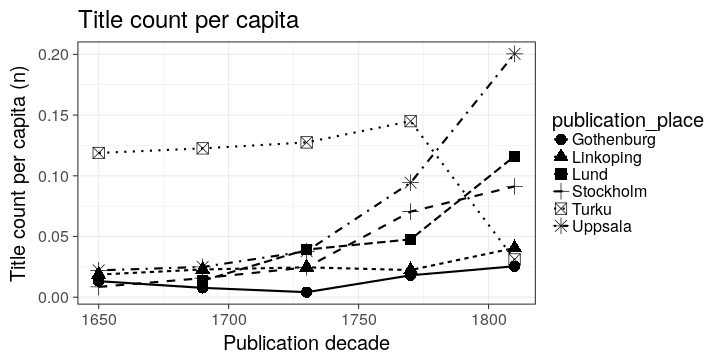 Title count per capita
Title count per capita (n)
0.20
0.15
0.10
0.05
0.00
1650
1700
1750
1800
Publication decade
publication_place
Gothenburg
Linkoping
Lund
Stockholm
Turku
Uppsala